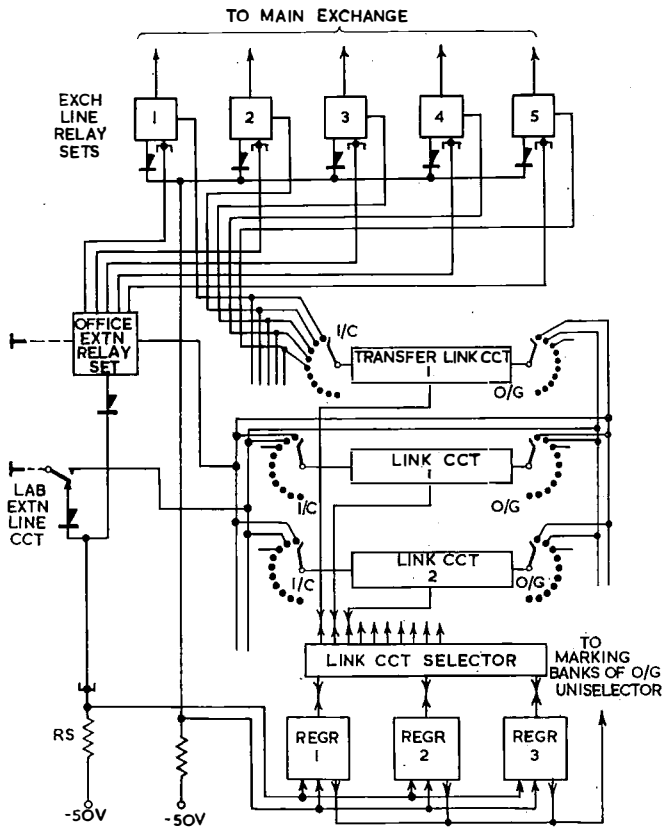 TO MAIN EXCHANGE
EXCH
LINE
RELAY
SETS
1
2
3
4
5
OFFICE
EXTN
RELAY
SET
I/C
TRANSFER LINK CCT
1
O/G
LAB
EXTN
LINE
CCT
LINK CCT
1
I/C
O/G
LINK CCT
2
I/C
O/G
LINK CCT SELECTOR
TO
MARKING
BANKS OF O/G
UNISELECTOR
RS
REGR
1
REGR
2
REGR
3
-50V
-50V